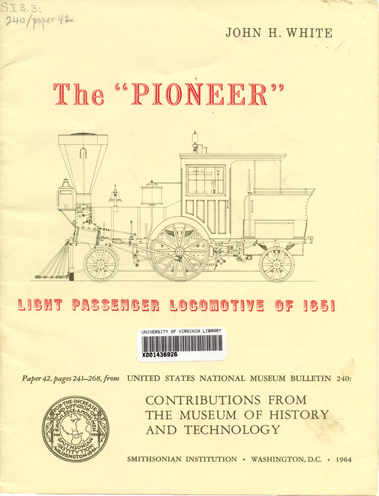 SI 3.3:
240/paper 42
JOHN H. WHITE
The "PIONEER"
LIGHT PASSENGER LOCOMOTIVE OF 1851
UNIVERSITY OF VIRGINIA LIBRARY
X001436926
Paper 42, pages 241–268, from UNITED STATES NATIONAL MUSEUM BULLETIN 240:
CONTRIBUTIONS FROM
THE MUSEUM OF HISTORY
AND TECHNOLOGY
SMITHSONIAN INSTITUTION • WASHINGTON, D.C. • 1964